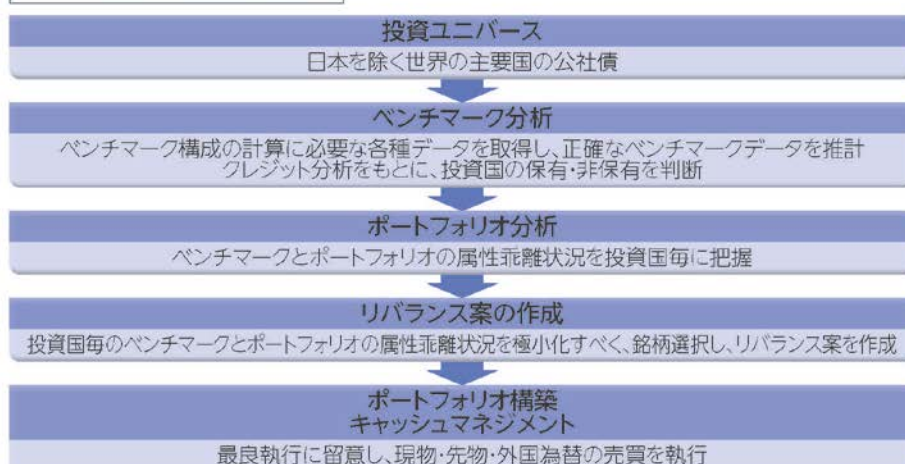 投資ユニバース
日本を除く世界の主要国の公社債
ベンチマーク分析
ベンチマーク構成の計算に必要な各種データを取得し、正確なベンチマークデータを推計
クレジット分析をもとに、投資国の保有・非保有を判断
ポートフォリオ分析
ベンチマークとポートフォリオの属性乖離状況を投資国毎に把握
リバランス案の作成
投資国毎のベンチマークとポートフォリオの属性乖離状況を極小化すべく、銘柄選択し、リバランス案を作成
ポートフォリオ構築
キャッシュマネジメント
最良執行に留意し、現物・先物・外国為替の売買を執行